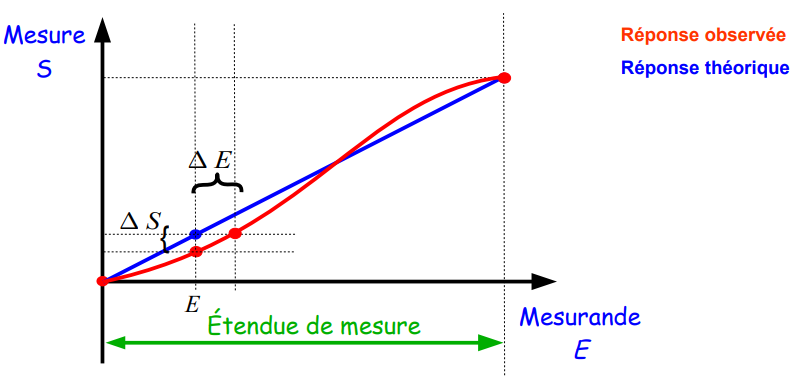 Mesure
S
Réponse observée
Réponse théorique
Δ E
Δ S
E
Étendue de mesure
Mesurande
E